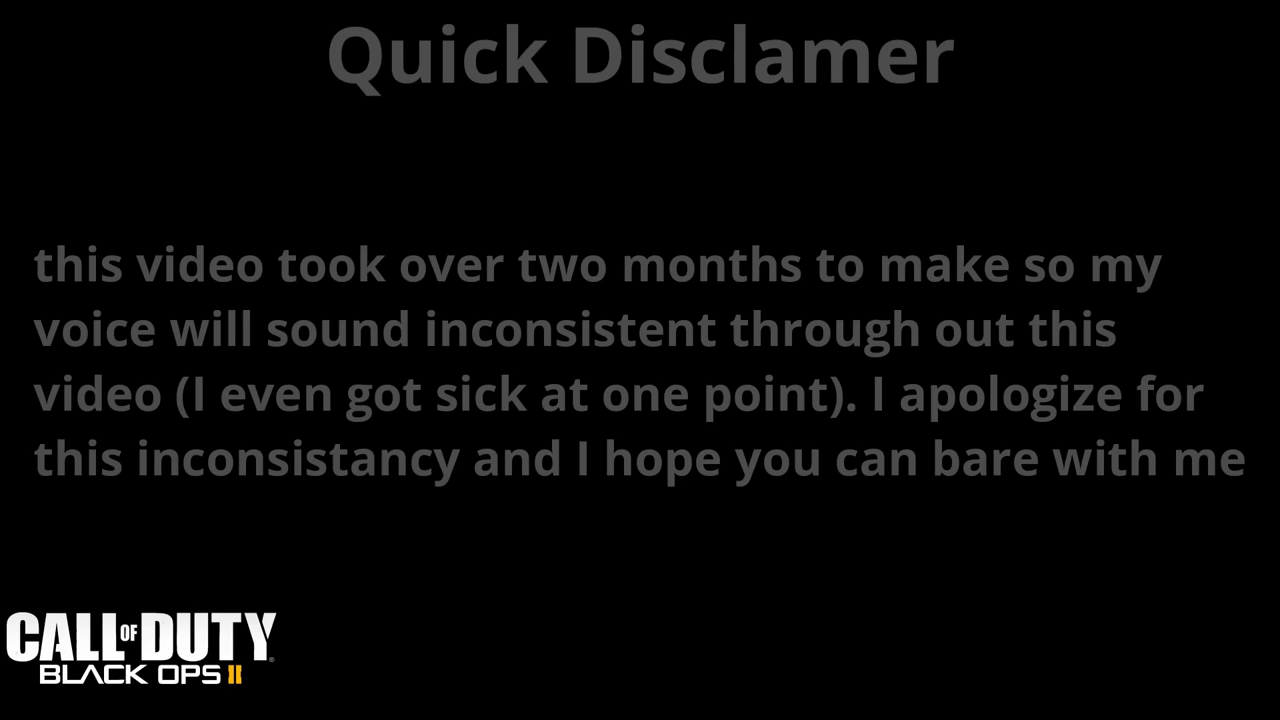 Quick Disclamer
this video took over two months to make so my
voice will sound inconsistent through out this
video (I even got sick at one point). I apologize for
this inconsistancy and I hope you can bare with me
CALL OF DUTY
BLACK OPS II